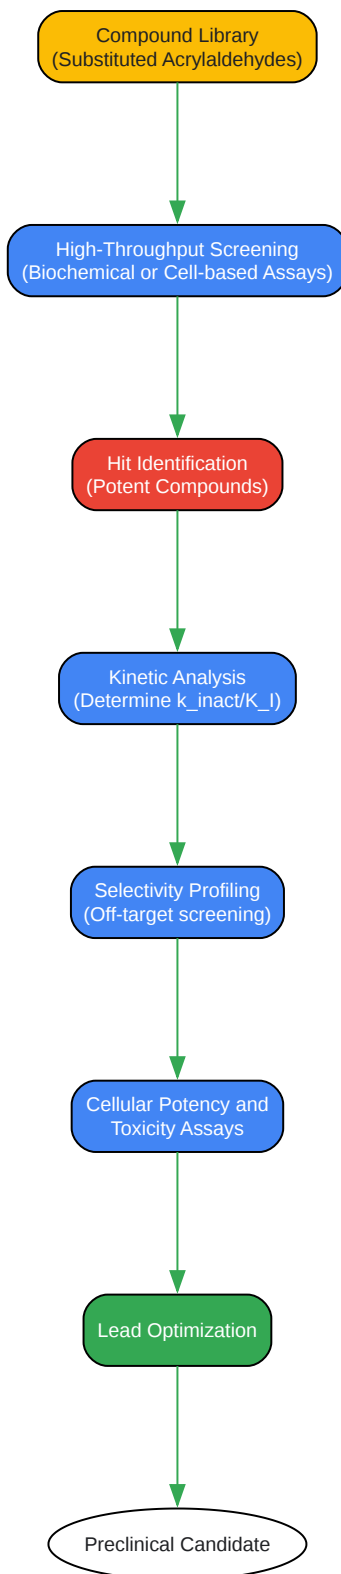 Compound Library
(Substituted Acrylaldehydes)
High-Throughput Screening
(Biochemical or Cell-based Assays)
Hit Identification
(Potent Compounds)
Kinetic Analysis
(Determine k_inact/K_I)
Selectivity Profiling
(Off-target screening)
Cellular Potency and
Toxicity Assays
Lead Optimization
Preclinical Candidate